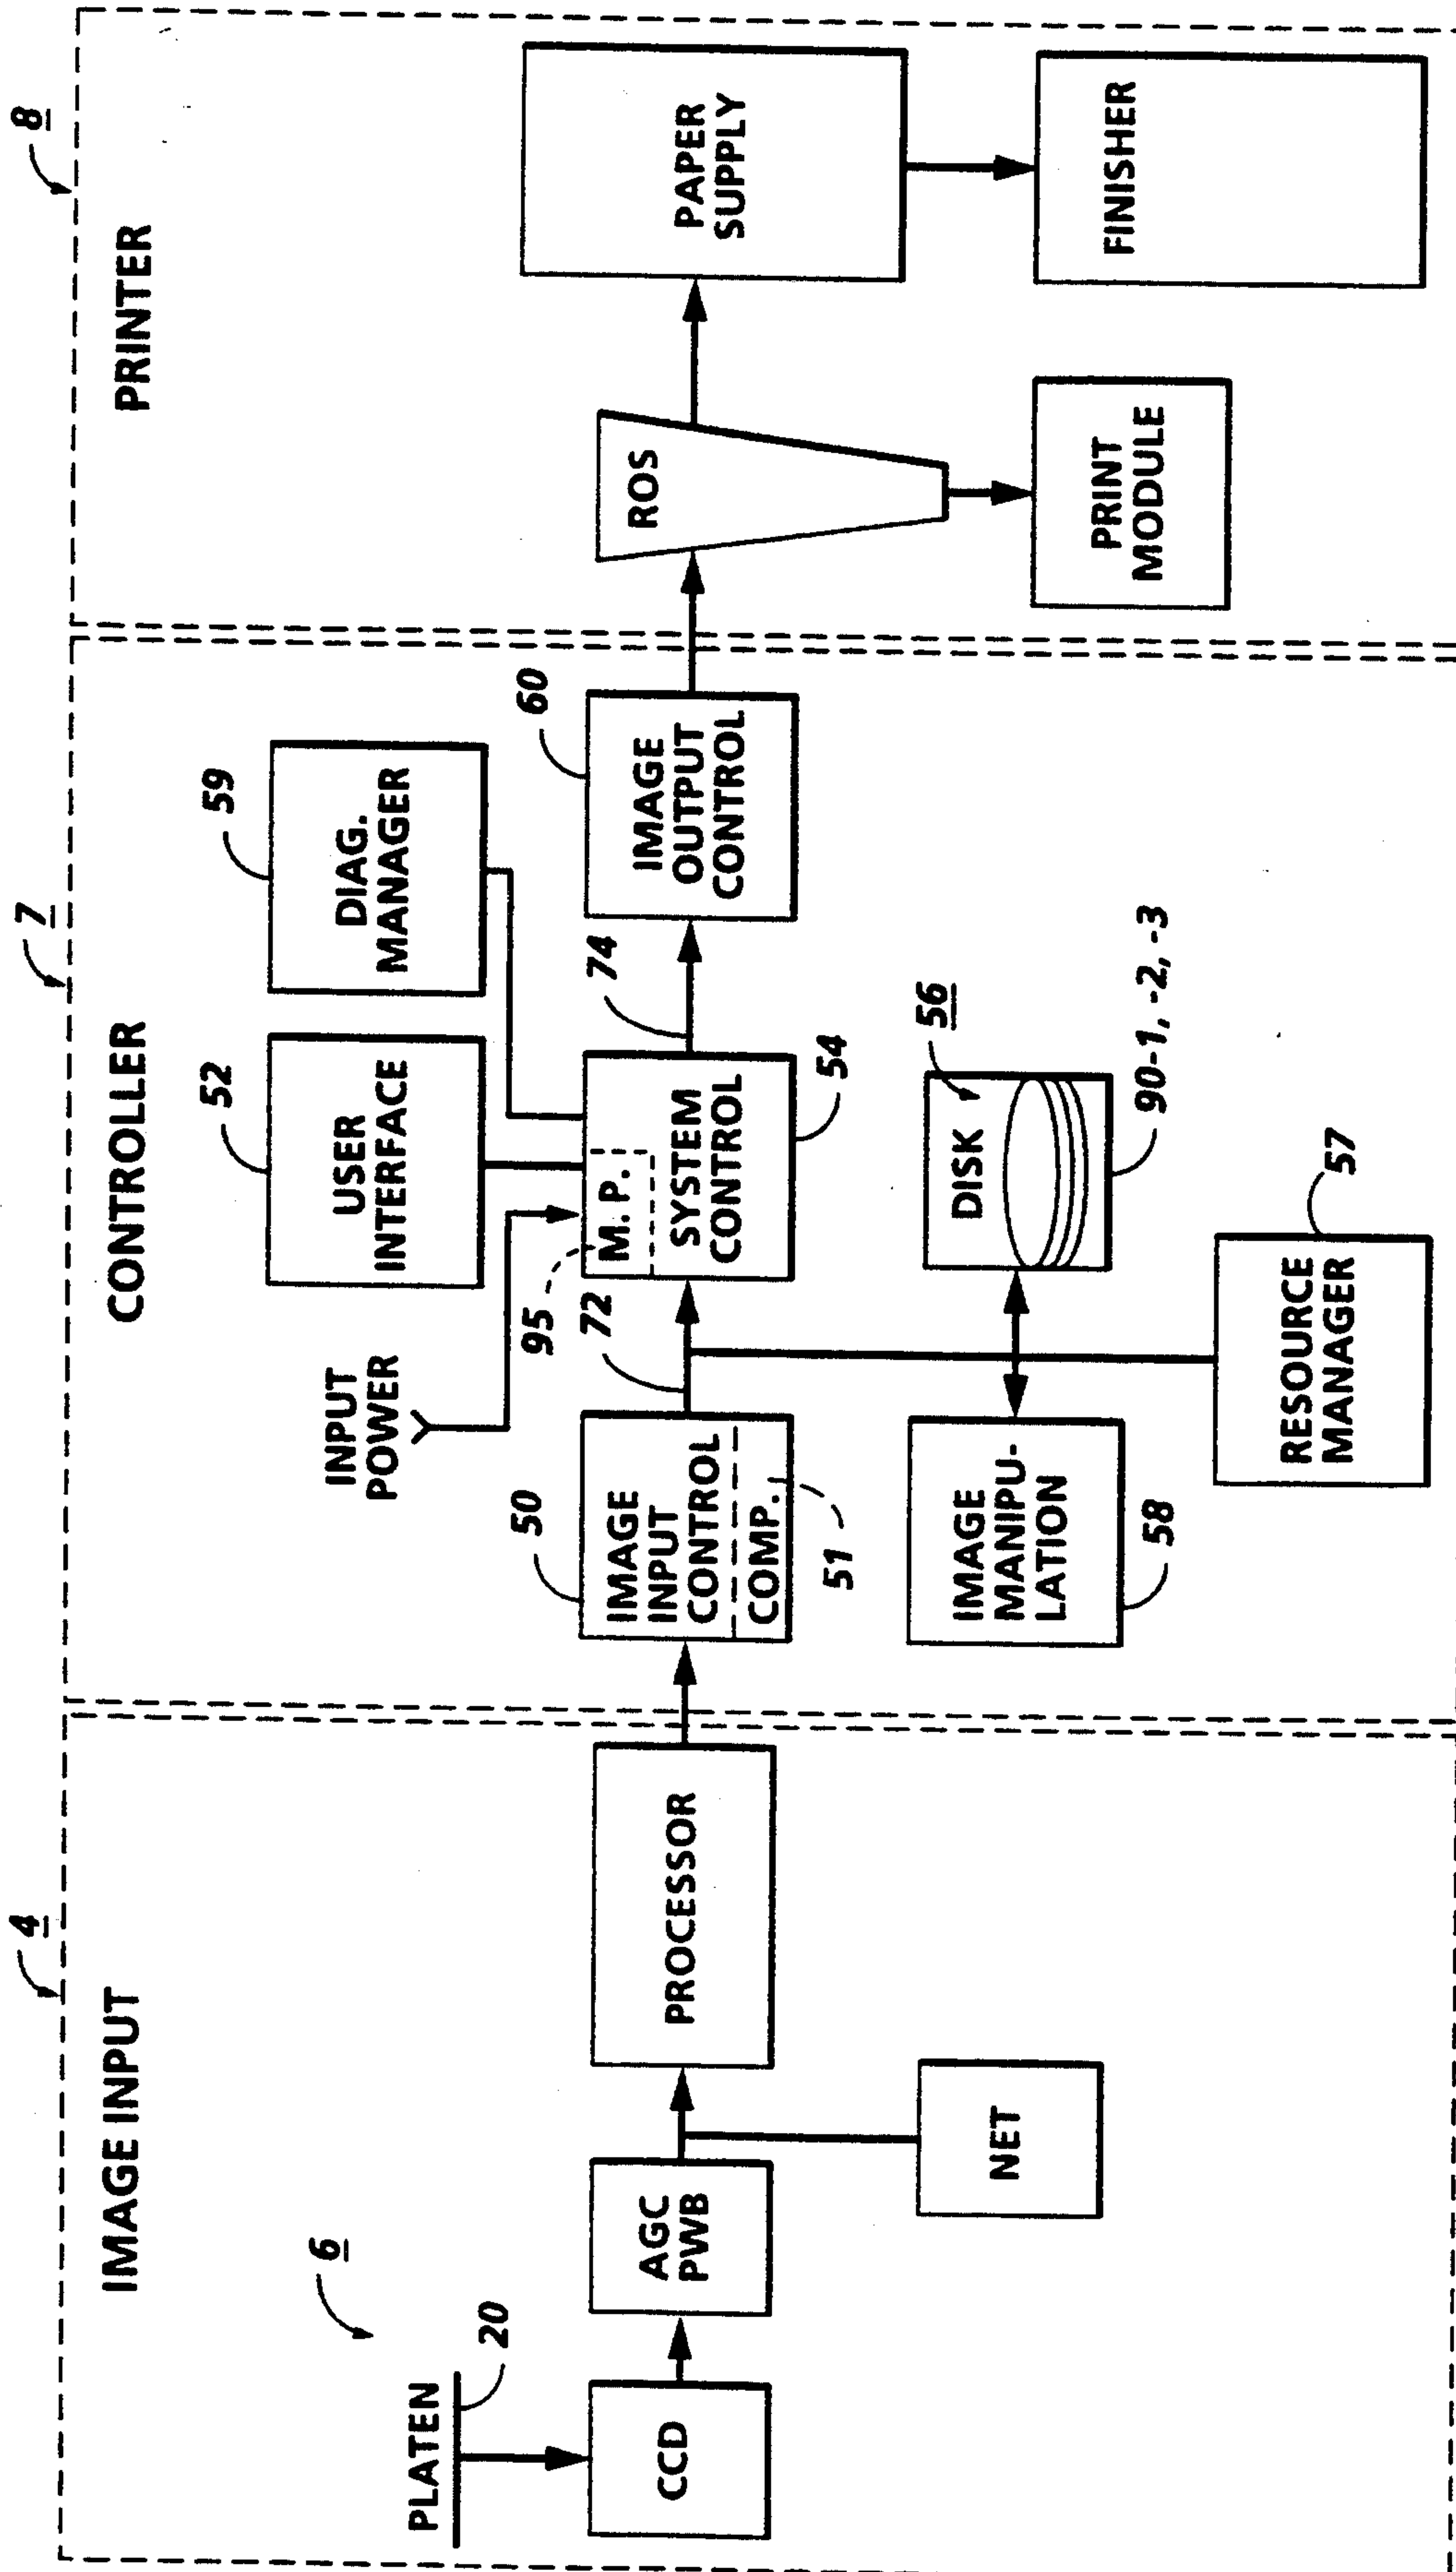 4
IMAGE INPUT
6
PLATEN
20
CCD
AGC
PWB
PROCESSOR
NET
7
CONTROLLER
INPUT
POWER
52
USER
INTERFACE
59
DIAG.
MANAGER
50
IMAGE
INPUT
CONTROL
COMP.
51
72
95
M. P.
SYSTEM
CONTROL
54
74
60
IMAGE
OUTPUT
CONTROL
IMAGE
MANIPU-
LATION
58
DISK
56
90-1, -2, -3
RESOURCE
MANAGER
57
8
PRINTER
ROS
PRINT
MODULE
PAPER
SUPPLY
FINISHER